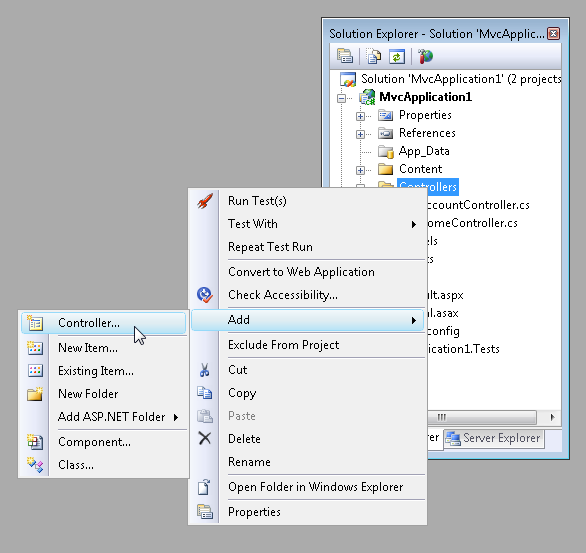 Solution Explorer - Solution 'MvcApplic...
Solution 'MvcApplication1' (2 projects
MvcApplication1
Properties
References
App_Data
Content
Controllers
ccountController.cs
omeController.cs
els
ts
ult.aspx
al.asax
config
ication1.Tests
rer
Server Explorer
Run Test(s)
Test With
Repeat Test Run
Convert to Web Application
Check Accessibility...
Add
Exclude From Project
Cut
Copy
Paste
Delete
Rename
Open Folder in Windows Explorer
Properties
Controller...
New Item...
Existing Item...
New Folder
Add ASP.NET Folder
Component...
Class...